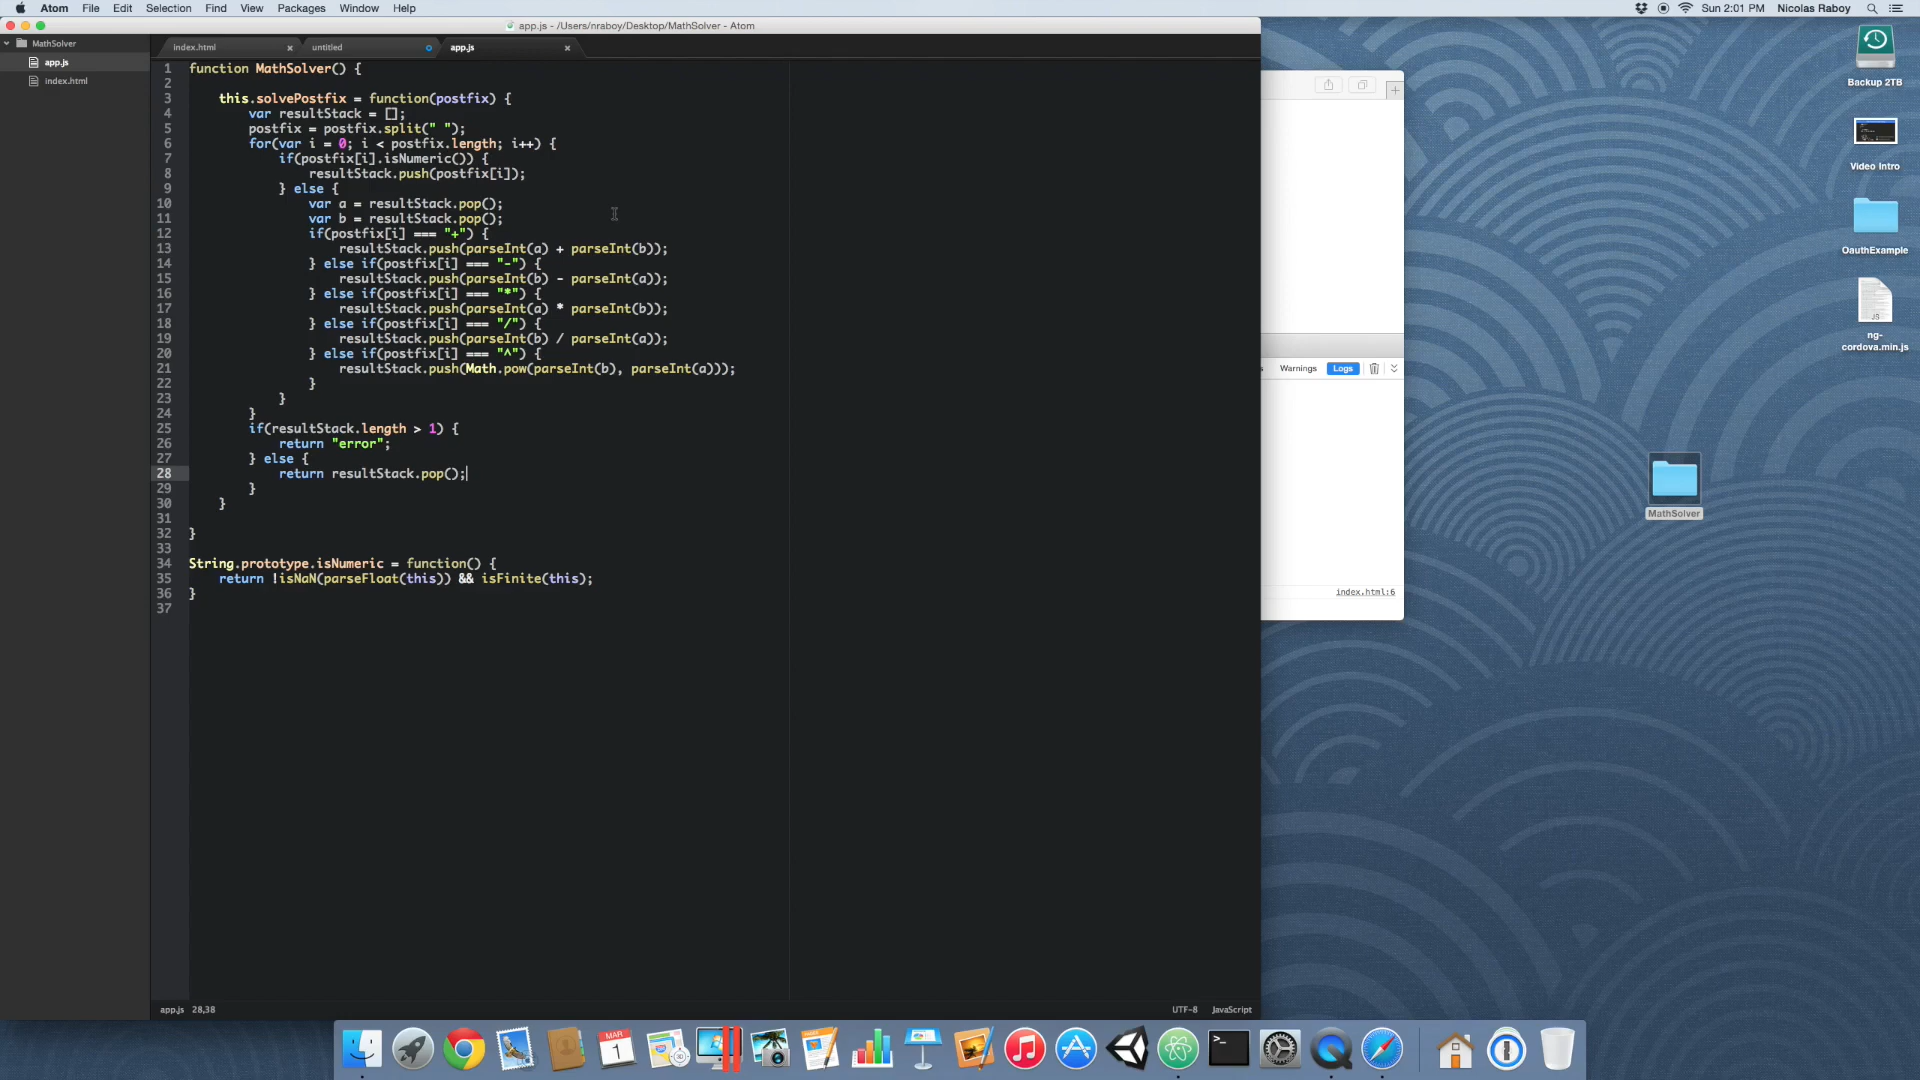 Atom File Edit Selection Find View Packages Window Help
Sun 2:01 PM Nicolas Raboy
app.js - /Users/nraboy/Desktop/MathSolver - Atom
MathSolver
app.js
index.html
index.html untitled app.js
1 function MathSolver() {
2
3 this.solvePostfix = function(postfix) {
4 var resultStack = [];
5 postfix = postfix.split(" ");
6 for(var i = 0; i < postfix.length; i++) {
7 if(postfix[i].isNumeric()) {
8 resultStack.push(postfix[i]);
9 } else {
10 var a = resultStack.pop();
11 var b = resultStack.pop();
12 if(postfix[i] === "+") {
13 resultStack.push(parseInt(a) + parseInt(b));
14 } else if(postfix[i] === "-") {
15 resultStack.push(parseInt(b) - parseInt(a));
16 } else if(postfix[i] === "*") {
17 resultStack.push(parseInt(a) * parseInt(b));
18 } else if(postfix[i] === "/") {
19 resultStack.push(parseInt(b) / parseInt(a));
20 } else if(postfix[i] === "^") {
21 resultStack.push(Math.pow(parseInt(b), parseInt(a)));
22 }
23 }
24 }
25 if(resultStack.length > 1) {
26 return "error";
27 } else {
28 return resultStack.pop();
29 }
30 }
31
32 }
33
34 String.prototype.isNumeric = function() {
35 return !isNaN(parseFloat(this)) && isFinite(this);
36 }
37
app.js 28,38
UTF-8 JavaScript
Warnings Logs
index.html:6
Backup 2TB
Video Intro
OauthExample
JS
ng-
cordova.min.js
MathSolver
MAR
1